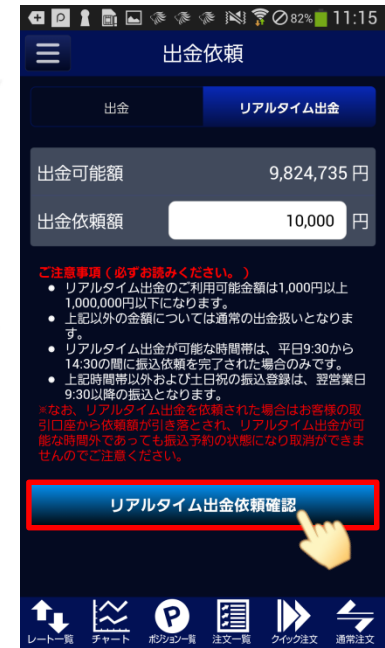 82% 11:15
出金依頼
出金 リアルタイム出金
出金可能額 9,824,735 円
出金依頼額 10,000 円
ご注意事項(必ずお読みください。)
● リアルタイム出金のご利用可能金額は1,000円以上
1,000,000円以下になります。
● 上記以外の金額については通常の出金扱いとなりま
す。
● リアルタイム出金が可能な時間帯は、平日9:30から
14:30の間に振込依頼を完了された場合のみです。
● 上記時間帯以外および土日祝の振込登録は、翌営業日
9:30以降の振込となります。
※なお、リアルタイム出金を依頼された場合はお客様の取
引口座から依頼額が引き落とされ、リアルタイム出金が可
能な時間外であっても振込予約の状態になり取消ができま
せんのでご注意ください。
リアルタイム出金依頼確認
レート一覧 チャート ポジション一覧 注文一覧 クイック注文 通常注文